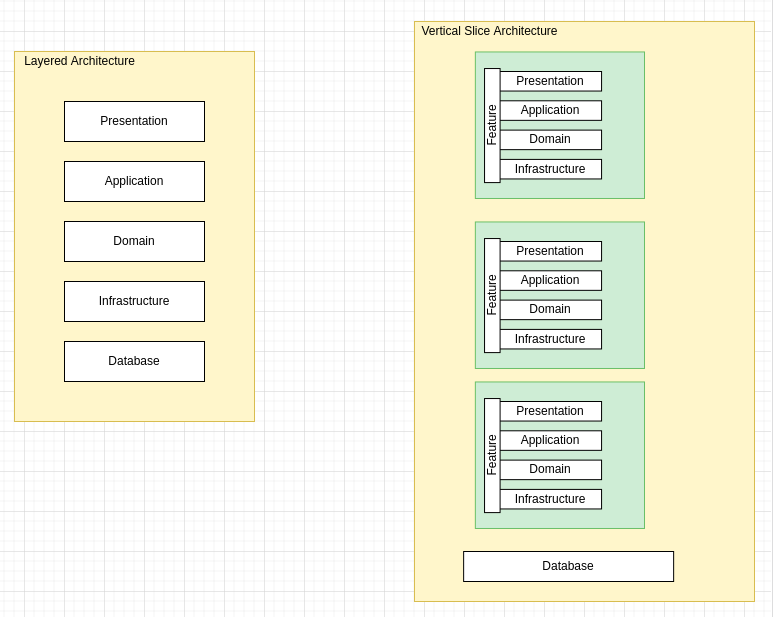 Layered Architecture
Presentation
Application
Domain
Infrastructure
Database
Vertical Slice Architecture
Feature
Presentation
Application
Domain
Infrastructure
Feature
Presentation
Application
Domain
Infrastructure
Feature
Presentation
Application
Domain
Infrastructure
Database